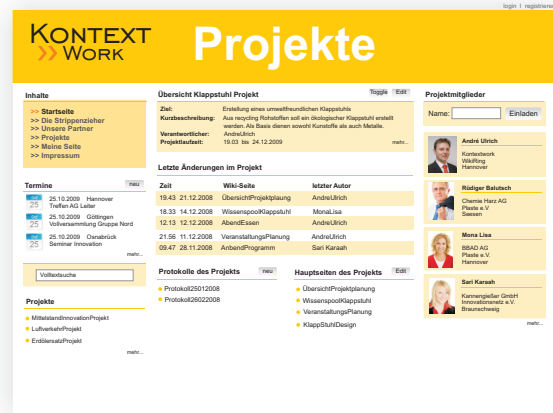 login | registriere
KONTEXT
>> WORK
Projekte
Inhalte
>> Startseite
>> Die Strippenzieher
>> Unsere Partner
>> Projekte
>> Meine Seite
>> Impressum
Termine neu
25 25.10.2009 Hannover
Treffen AG Leiter
25 25.10.2009 Göttingen
Vollversammlung Gruppe Nord
25 25.10.2009 Osnabrück
Seminar Innovation
mehr...
Volltextsuche
Projekte
MittelstandInnovationProjekt
LuftverkehrProjekt
ErdölersatzProjekt
mehr...
Übersicht Klappstuhl Projekt Toggle Edit
Ziel: Erstellung eines umweltfreundlichen Klappstuhls
Kurzbeschreibung: Aus recycling Rohstoffen soll ein ökologischer Klappstuhl erstellt
werden. Als Basis dienen sowohl Kunstofle als auch Metalle.
Verantwortlicher: AndreUlrich
Projektlaufzeit: 19.03 bis 24.12.2009 mehr...
Letzte Änderungen im Projekt
Zeit Wiki-Seite letzter Autor
19.43 21.12.2008 ÜbersichtProjektplaung AndreUlrich
18.33 14.12.2008 WissenspoolKlappstuhl MonaLisa
12.13 12.12.2008 AbendEssen AndreUlrich
21.56 11.12.2008 VeranstaltungsPlanung AndreUlrich
09.47 28.11.2008 AnbendProgramm Sari Karaah
Protokolle des Projekts neu
Protokoll25012008
Protokoll26022008
Hauptseiten des Projekts Edit
ÜbersichtProjektplanung
WissenspoolKlappstuhl
VeranstaltungsPlanung
KlappStuhlDesign
Projektmitglieder
Name: Einladen
André Ulrich
Kontextwork
WikiRing
Hannover
Rüdiger Balutsch
Chemie Harz AG
Plaste e.V
Seesen
Mona Lisa
BBAD AG
Plaste e.V.
Hannover
Sari Karaah
Kannengießer GmbH
Innovationsnetz e.V.
Braunschweig
mehr...